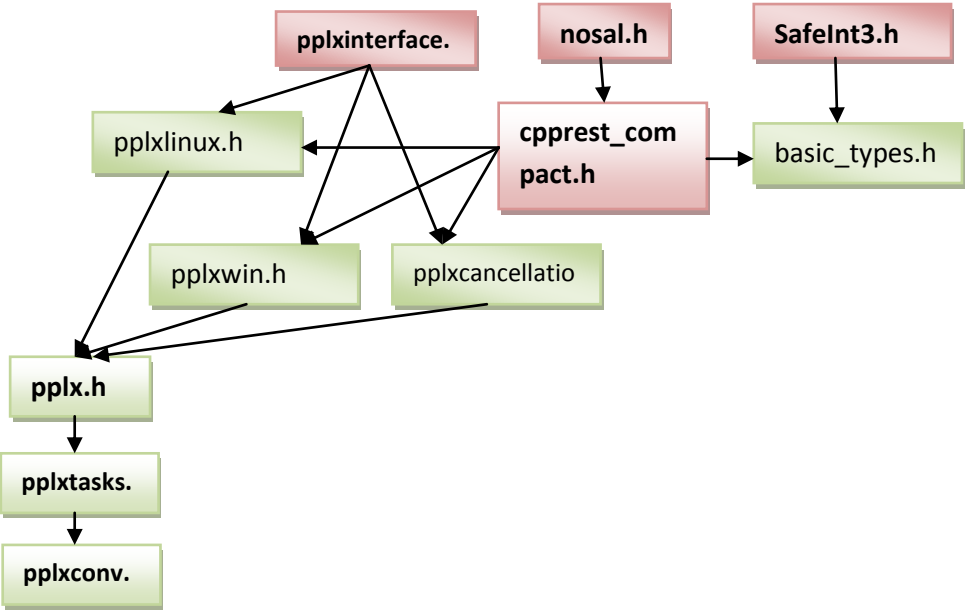 pplxinterface.
nosal.h
SafeInt3.h
pplxlinux.h
cpprest_com
pact.h
basic_types.h
pplxwin.h
pplxcancellatio
pplx.h
pplxtasks.
pplxconv.